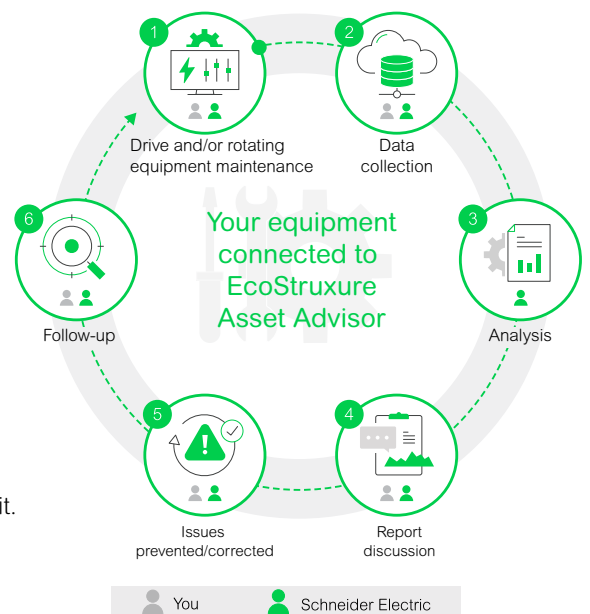 1
Drive and/or rotating
equipment maintenance
2
Data
collection
3
Analysis
4
Report
discussion
5
Issues
prevented/corrected
6
Follow-up
Your equipment
connected to
EcoStruxure
Asset Advisor
it.
You
Schneider Electric